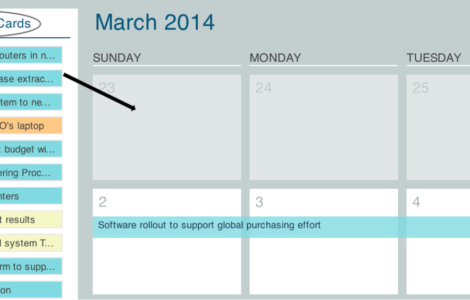 Cards
outers in n...
ase extrac...
tem to ne...
O's laptop
t budget wi...
ering Proc...
nters
t results
l system T...
rm to supp...
on
March 2014
SUNDAY MONDAY TUESDAY
23 24 25
2 3 4
Software rollout to support global purchasing effort